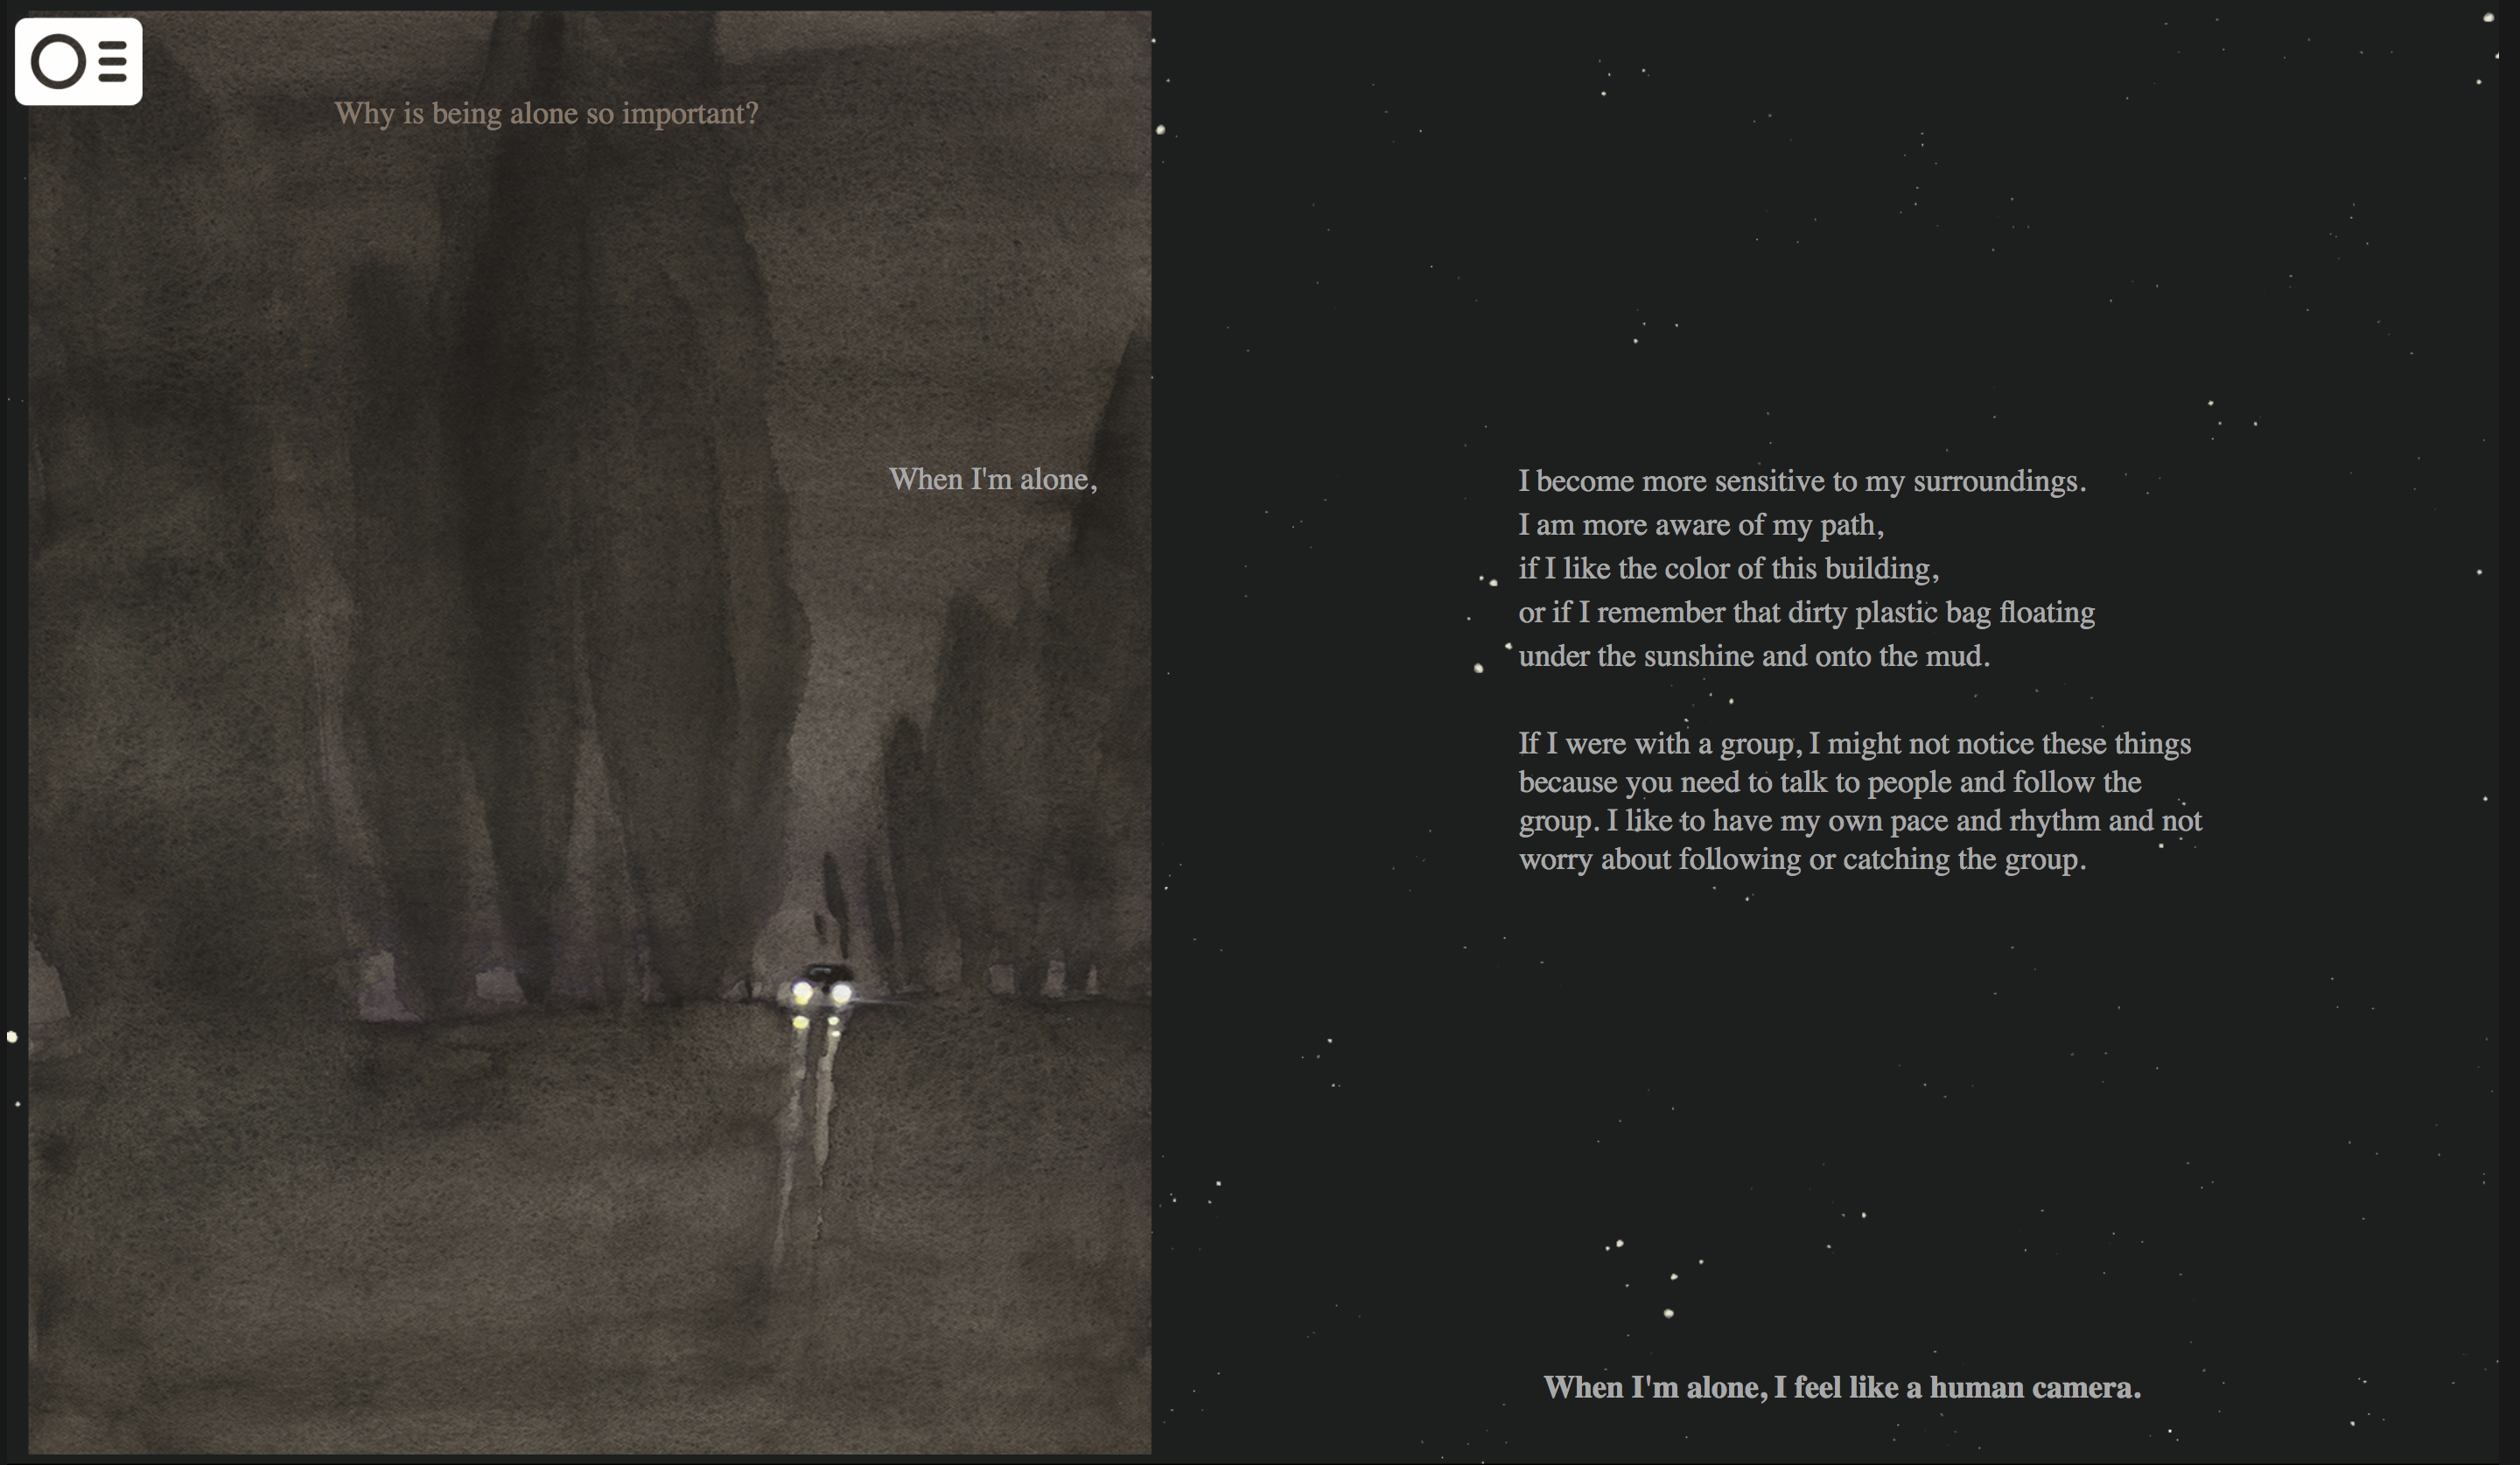 Why is being alone so important?
When I'm alone,
I become more sensitive to my surroundings.
I am more aware of my path,
if I like the color of this building,
or if I remember that dirty plastic bag floating
under the sunshine and onto the mud.
If I were with a group, I might not notice these things
because you need to talk to people and follow the
group. I like to have my own pace and rhythm and not
worry about following or catching the group.
When I'm alone, I feel like a human camera.